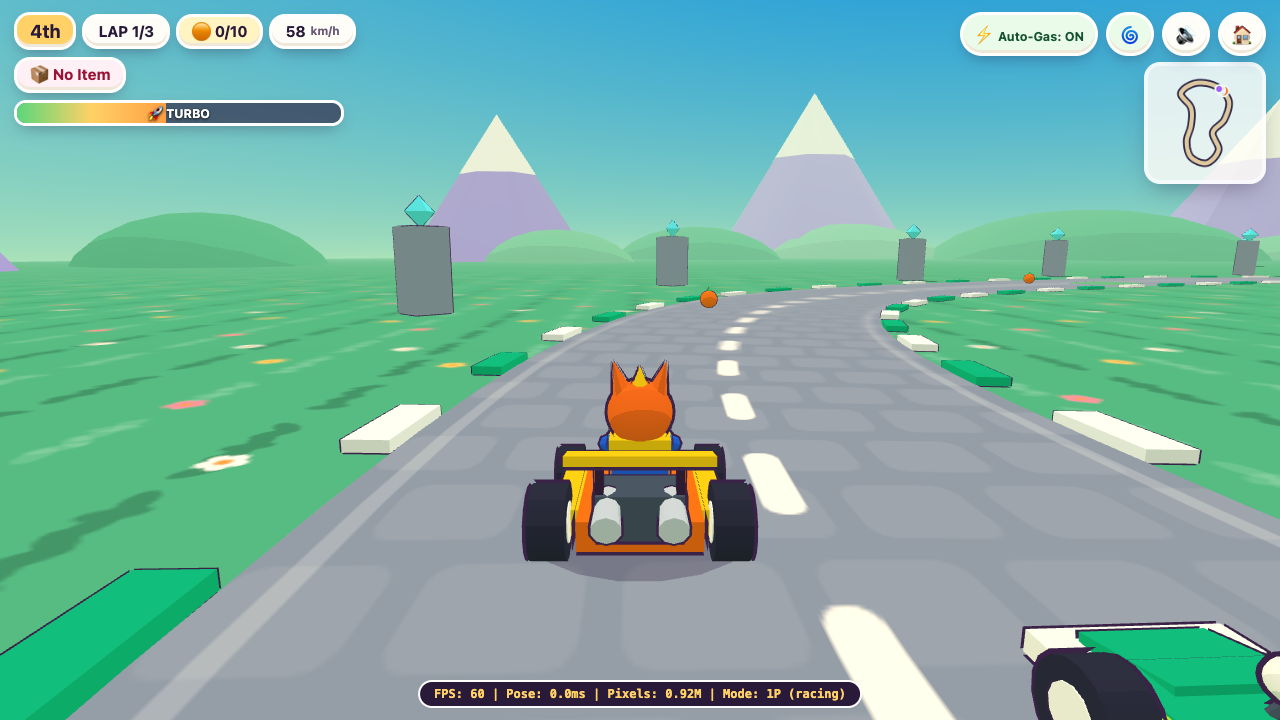 4th LAP 1/3 0/10 58 km/h
Auto-Gas: ON
No Item
TURBO
FPS: 60 | Pose: 0.0ms | Pixels: 0.92M | Mode: 1P (racing)